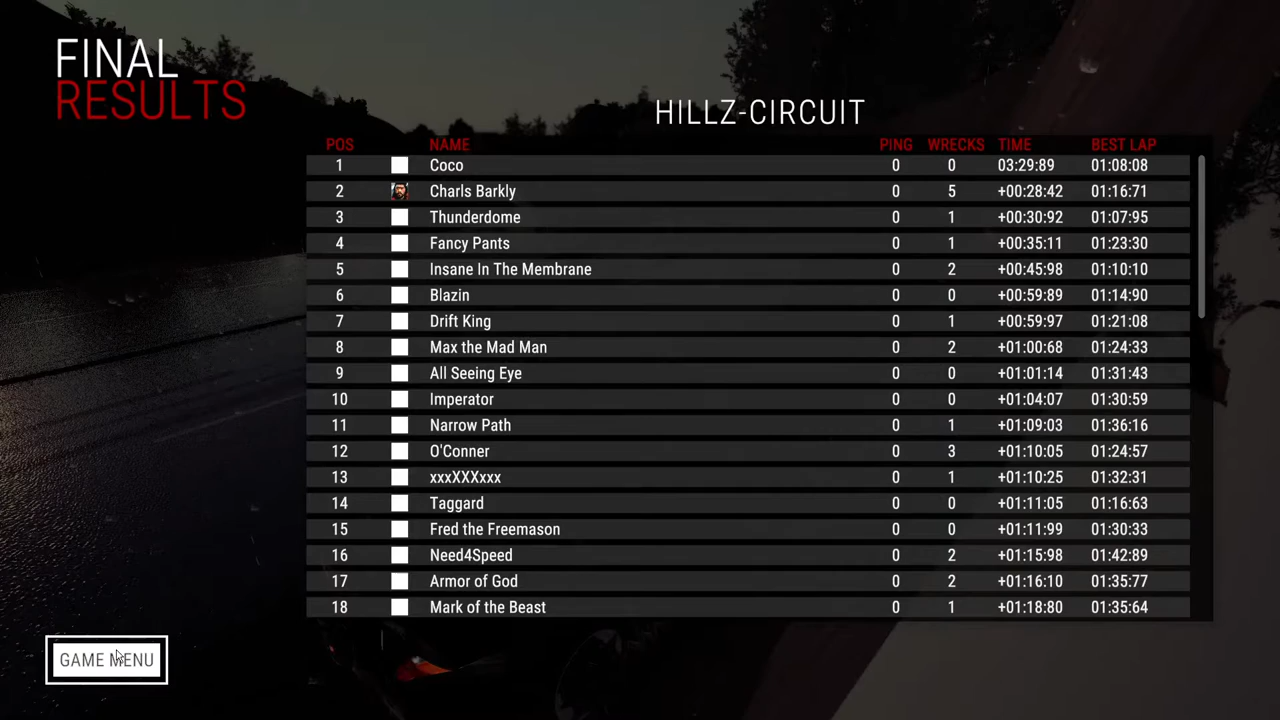 FINAL
RESULTS
HILLZ-CIRCUIT
POS NAME PING WRECKS TIME BEST LAP
1 Coco 0 0 03:29:89 01:08:08
2 Charls Barkly 0 5 +00:28:42 01:16:71
3 Thunderdome 0 1 +00:30:92 01:07:95
4 Fancy Pants 0 1 +00:35:11 01:23:30
5 Insane In The Membrane 0 2 +00:45:98 01:10:10
6 Blazin 0 0 +00:59:89 01:14:90
7 Drift King 0 1 +00:59:97 01:21:08
8 Max the Mad Man 0 2 +01:00:68 01:24:33
9 All Seeing Eye 0 0 +01:01:14 01:31:43
10 Imperator 0 0 +01:04:07 01:30:59
11 Narrow Path 0 1 +01:09:03 01:36:16
12 O'Conner 0 3 +01:10:05 01:24:57
13 xxxXXXxxx 0 1 +01:10:25 01:32:31
14 Taggard 0 0 +01:11:05 01:16:63
15 Fred the Freemason 0 0 +01:11:99 01:30:33
16 Need4Speed 0 2 +01:15:98 01:42:89
17 Armor of God 0 2 +01:16:10 01:35:77
18 Mark of the Beast 0 1 +01:18:80 01:35:64
GAME MENU